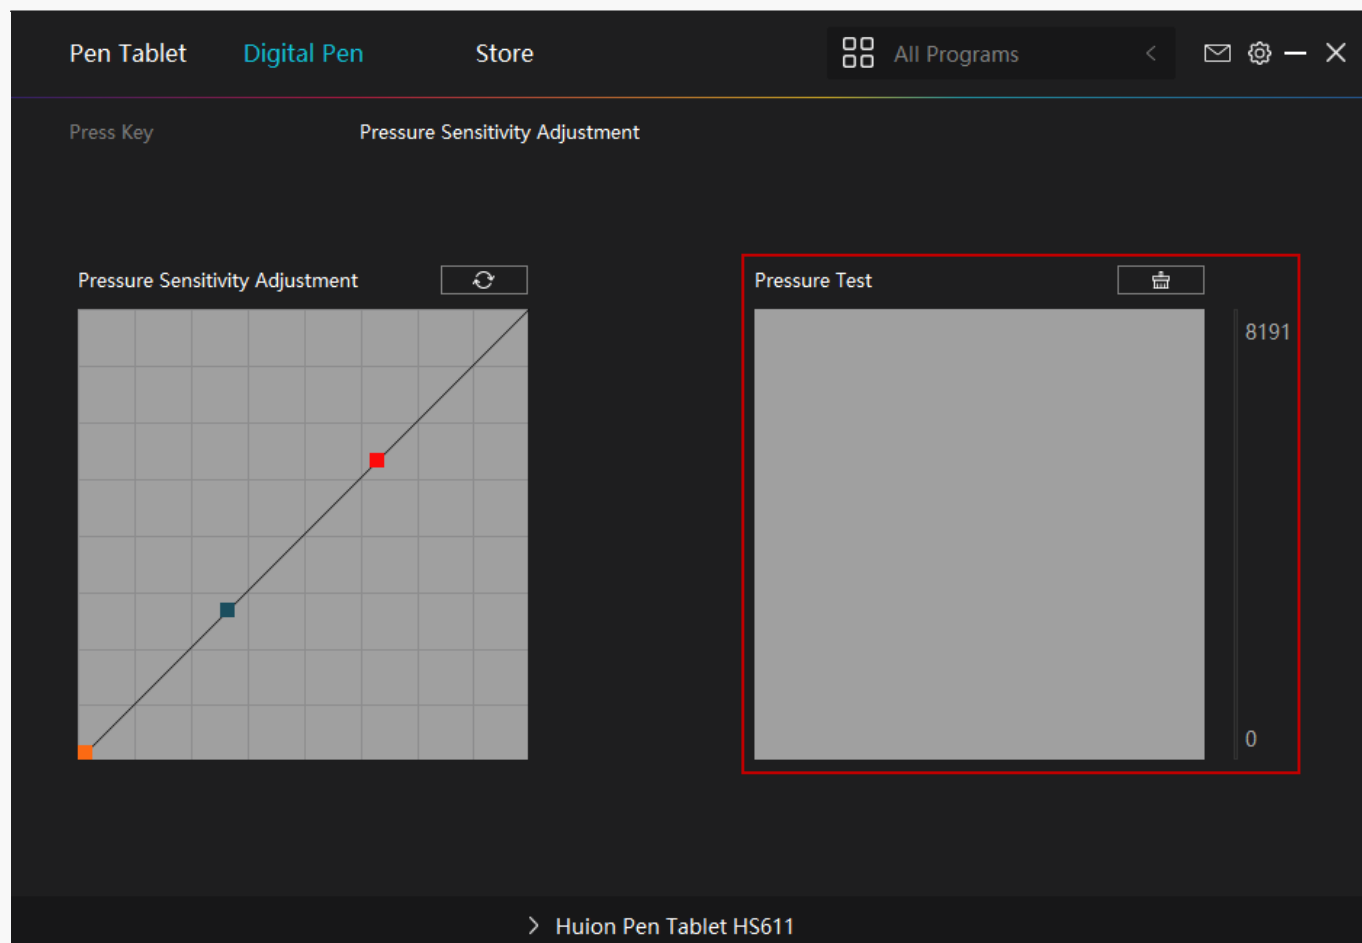 Pen Tablet Digital Pen Store All Programs
Press Key Pressure Sensitivity Adjustment
Pressure Sensitivity Adjustment
Pressure Test
8191
0
Huion Pen Tablet HS611